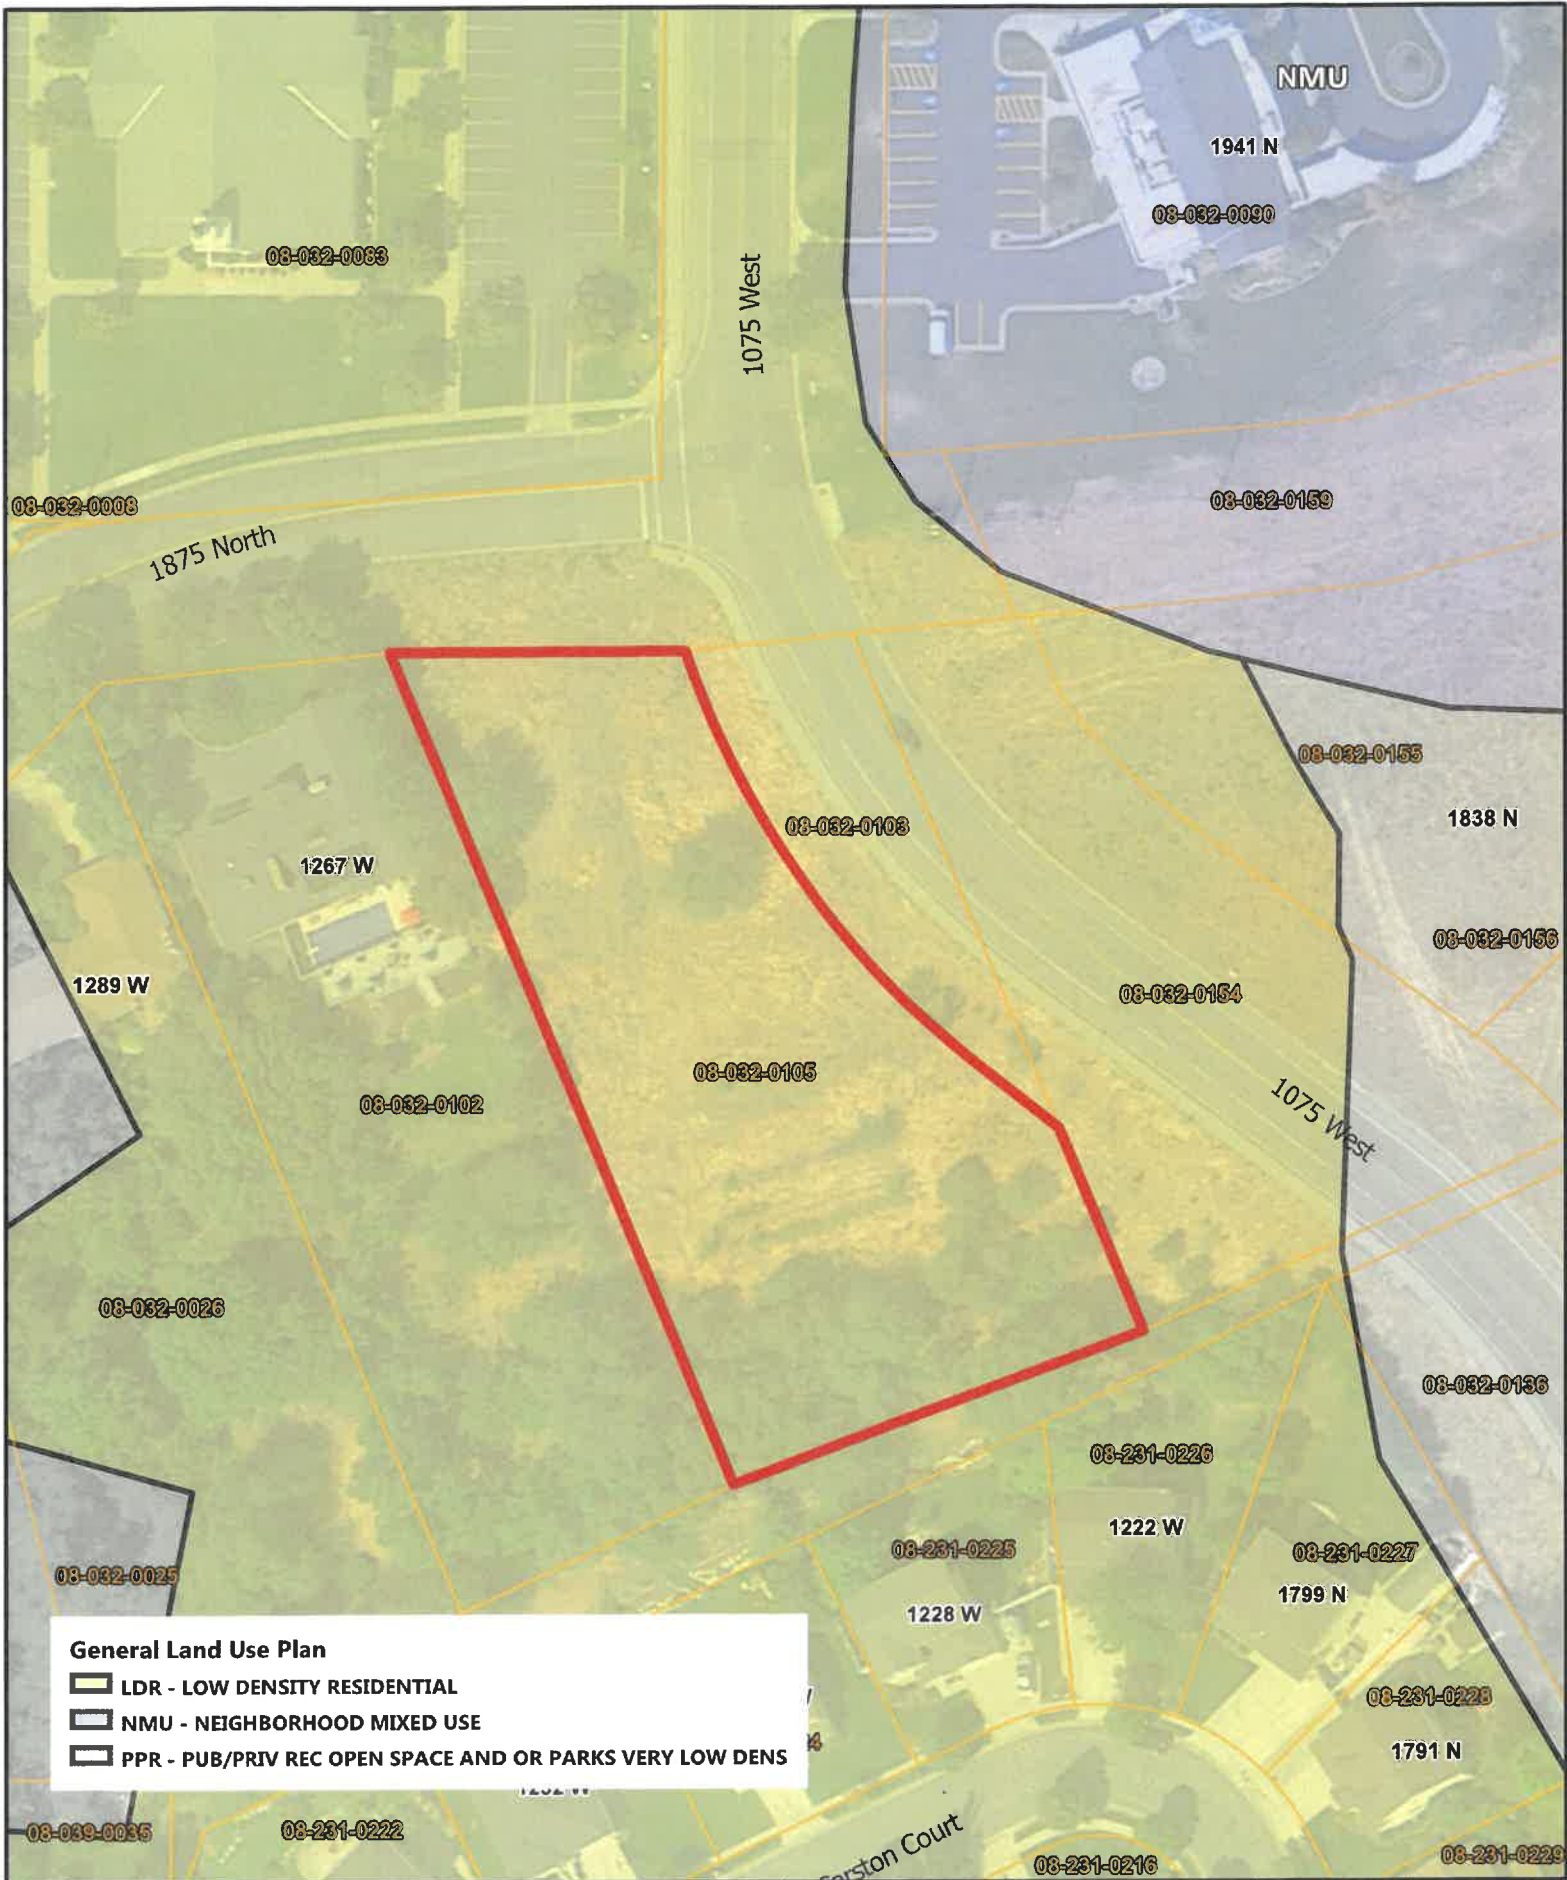 NMU
1941 N
08-032-0090
08-032-0083
1075 West
08-032-0008
08-032-0159
1875 North
08-032-0155
1838 N
08-032-0103
1267 W
08-032-0156
1289 W
08-032-0154
08-032-0105
08-032-0102
1075 West
08-032-0026
08-032-0136
08-231-0226
1222 W
08-231-0225
08-231-0227
08-032-0025
1799 N
1228 W
General Land Use Plan
LDR - LOW DENSITY RESIDENTIAL
NMU - NEIGHBORHOOD MIXED USE
PPR - PUB/PRIV REC OPEN SPACE AND OR PARKS VERY LOW DENS
08-231-0228
1791 N
08-039-0035
08-231-0222
Court
08-231-0216
08-231-0229